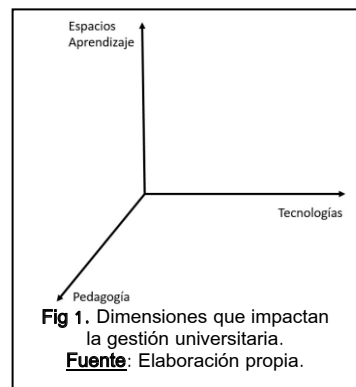 Espacios
Aprendizaje
Tecnologías
Pedagogía
Fig 1. Dimensiones que impactan
la gestión universitaria.
Fuente: Elaboración propia.